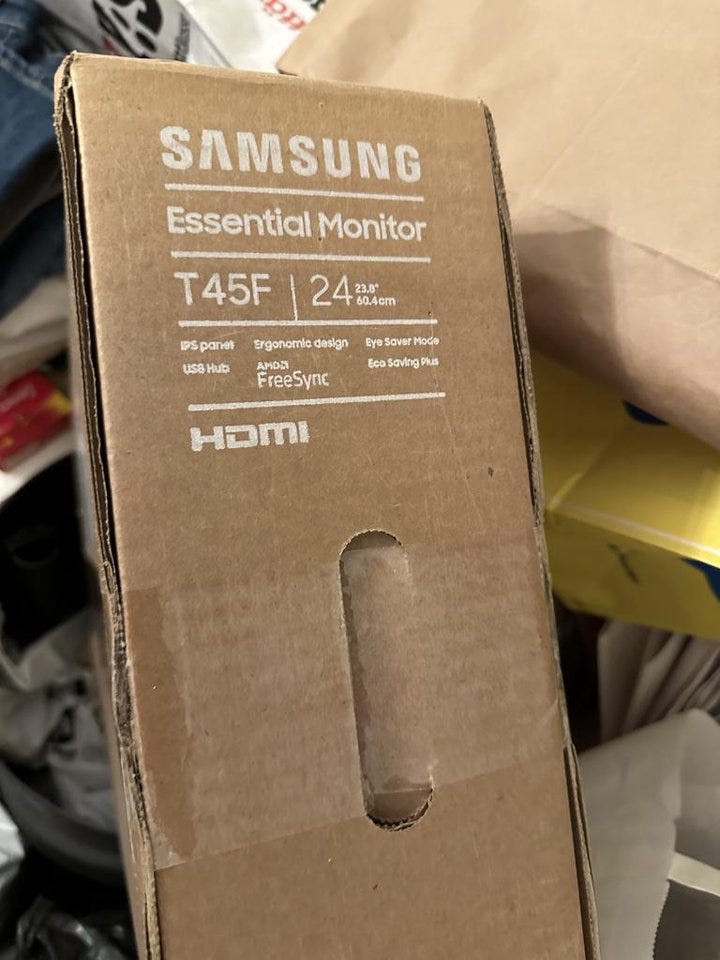 SAMSUNG
Essential Monitor
T45F | 24 23.8"
60.4cm
IPS panel Ergonomic design Eye Saver Mode
USB Hub AMD FreeSync Eco Saving Plus
HDMI